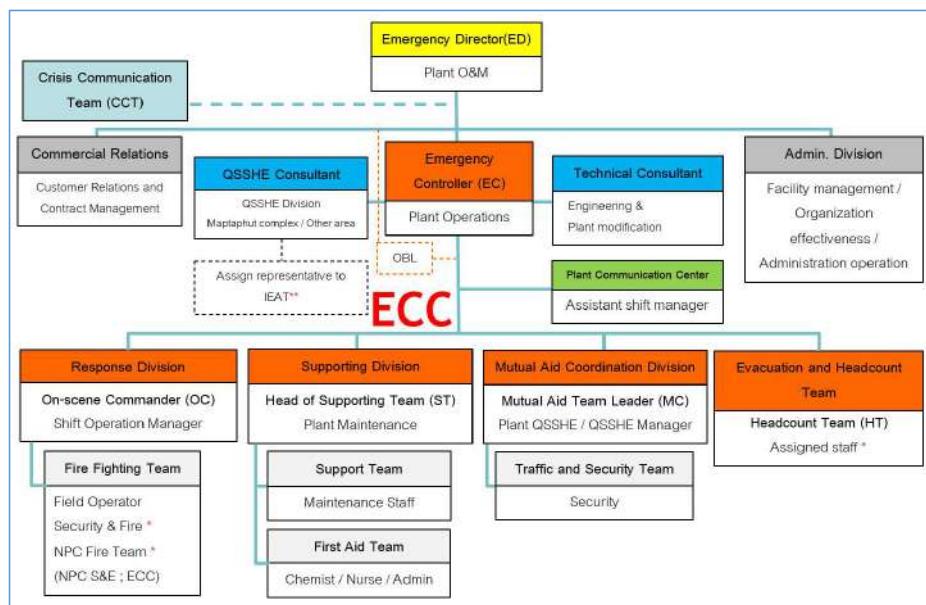 Emergency Director(ED)
Plant O&M
Crisis Communication
Team (CCT)
Commercial Relations
Customer Relations and
Contract Management
QSSHE Consultant
QSSHE Division
Maptaphut complex / Other area
Assign representative to
IEAT**
Emergency
Controller (EC)
Plant Operations
OBL
Technical Consultant
Engineering &
Plant modification
Admin. Division
Facility management /
Organization
effectiveness /
Administration operation
Plant Communication Center
Assistant shift manager
ECC
Response Division
On-scene Commander (OC)
Shift Operation Manager
Fire Fighting Team
Field Operator
Security & Fire *
NPC Fire Team *
(NPC S&E ; ECC)
Supporting Division
Head of Supporting Team (ST)
Plant Maintenance
Support Team
Maintenance Staff
First Aid Team
Chemist / Nurse / Admin
Mutual Aid Coordination Division
Mutual Aid Team Leader (MC)
Plant QSSHE / QSSHE Manager
Traffic and Security Team
Security
Evacuation and Headcount
Team
Headcount Team (HT)
Assigned staff *